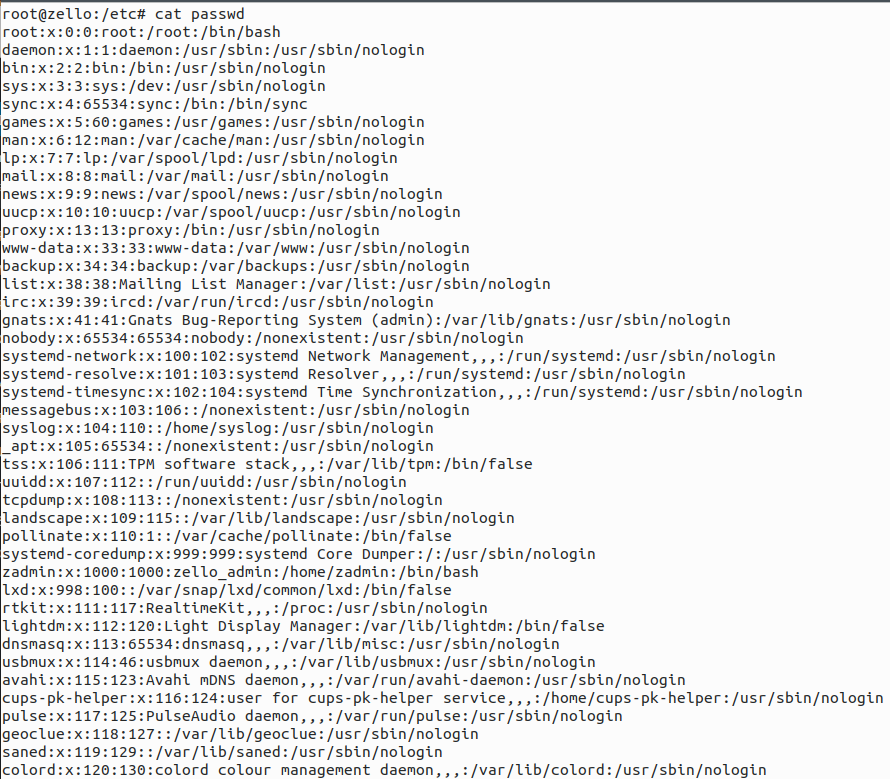 root@zello:/etc# cat passwd
root:x:0:0:root:/root:/bin/bash
daemon:x:1:1:daemon:/usr/sbin:/usr/sbin/nologin
bin:x:2:2:bin:/bin:/usr/sbin/nologin
sys:x:3:3:sys:/dev:/usr/sbin/nologin
sync:x:4:65534:sync:/bin:/bin/sync
games:x:5:60:games:/usr/games:/usr/sbin/nologin
man:x:6:12:man:/var/cache/man:/usr/sbin/nologin
lp:x:7:7:lp:/var/spool/lpd:/usr/sbin/nologin
mail:x:8:8:mail:/var/mail:/usr/sbin/nologin
news:x:9:9:news:/var/spool/news:/usr/sbin/nologin
uucp:x:10:10:uucp:/var/spool/uucp:/usr/sbin/nologin
proxy:x:13:13:proxy:/bin:/usr/sbin/nologin
www-data:x:33:33:www-data:/var/www:/usr/sbin/nologin
backup:x:34:34:backup:/var/backups:/usr/sbin/nologin
list:x:38:38:Mailing List Manager:/var/list:/usr/sbin/nologin
irc:x:39:39:ircd:/var/run/ircd:/usr/sbin/nologin
gnats:x:41:41:Gnats Bug-Reporting System (admin):/var/lib/gnats:/usr/sbin/nologin
nobody:x:65534:65534:nobody:/nonexistent:/usr/sbin/nologin
systemd-network:x:100:102:systemd Network Management,,,:/run/systemd:/usr/sbin/nologin
systemd-resolve:x:101:103:systemd Resolver,,,:/run/systemd:/usr/sbin/nologin
systemd-timesync:x:102:104:systemd Time Synchronization,,,:/run/systemd:/usr/sbin/nologin
messagebus:x:103:106::/nonexistent:/usr/sbin/nologin
syslog:x:104:110::/home/syslog:/usr/sbin/nologin
_apt:x:105:65534::/nonexistent:/usr/sbin/nologin
tss:x:106:111:TPM software stack,,,:/var/lib/tpm:/bin/false
uuidd:x:107:112::/run/uuidd:/usr/sbin/nologin
tcpdump:x:108:113::/nonexistent:/usr/sbin/nologin
landscape:x:109:115::/var/lib/landscape:/usr/sbin/nologin
pollinate:x:110:1::/var/cache/pollinate:/bin/false
systemd-coredump:x:999:999:systemd Core Dumper:/:/usr/sbin/nologin
zadmin:x:1000:1000:zello_admin:/home/zadmin:/bin/bash
lxd:x:998:100::/var/snap/lxd/common/lxd:/bin/false
rtkit:x:111:117:RealtimeKit,,,:/proc:/usr/sbin/nologin
lightdm:x:112:120:Light Display Manager:/var/lib/lightdm:/bin/false
dnsmasq:x:113:65534:dnsmasq,,,:/var/lib/misc:/usr/sbin/nologin
usbmux:x:114:46:usbmux daemon,,,:/var/lib/usbmux:/usr/sbin/nologin
avahi:x:115:123:Avahi mDNS daemon,,,:/var/run/avahi-daemon:/usr/sbin/nologin
cups-pk-helper:x:116:124:user for cups-pk-helper service,,,:/home/cups-pk-helper:/usr/sbin/nologin
pulse:x:117:125:PulseAudio daemon,,,:/var/run/pulse:/usr/sbin/nologin
geoclue:x:118:127::/var/lib/geoclue:/usr/sbin/nologin
saned:x:119:129::/var/lib/saned:/usr/sbin/nologin
colord:x:120:130:colord colour management daemon,,,:/var/lib/colord:/usr/sbin/nologin